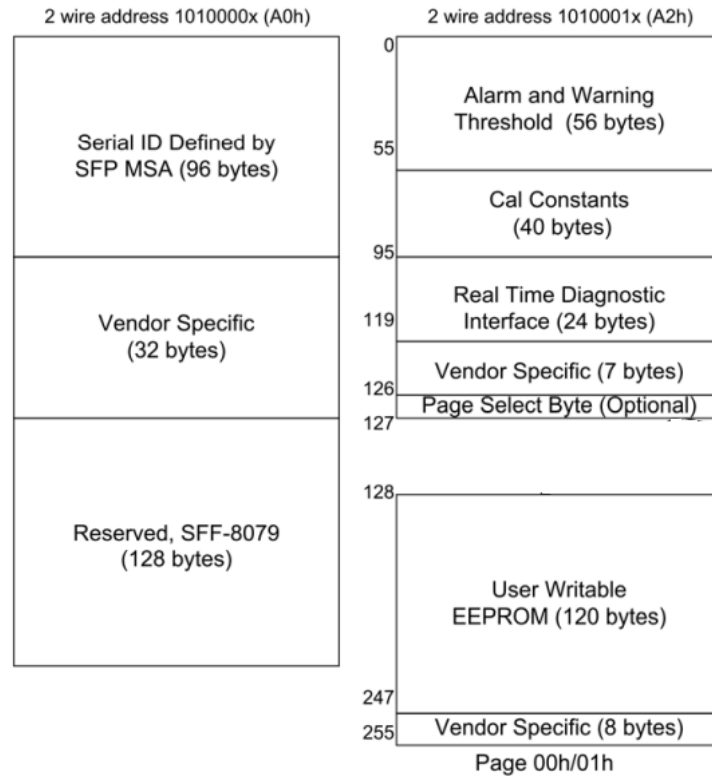 2 wire address 1010000x (A0h)
Serial ID Defined by
SFP MSA (96 bytes)
Vendor Specific
(32 bytes)
Reserved, SFF-8079
(128 bytes)
2 wire address 1010001x (A2h)
0
Alarm and Warning
Threshold (56 bytes)
55
Cal Constants
(40 bytes)
95
Real Time Diagnostic
Interface (24 bytes)
119
Vendor Specific (7 bytes)
126
Page Select Byte (Optional)
127
128
User Writable
EEPROM (120 bytes)
247
Vendor Specific (8 bytes)
255
Page 00h/01h